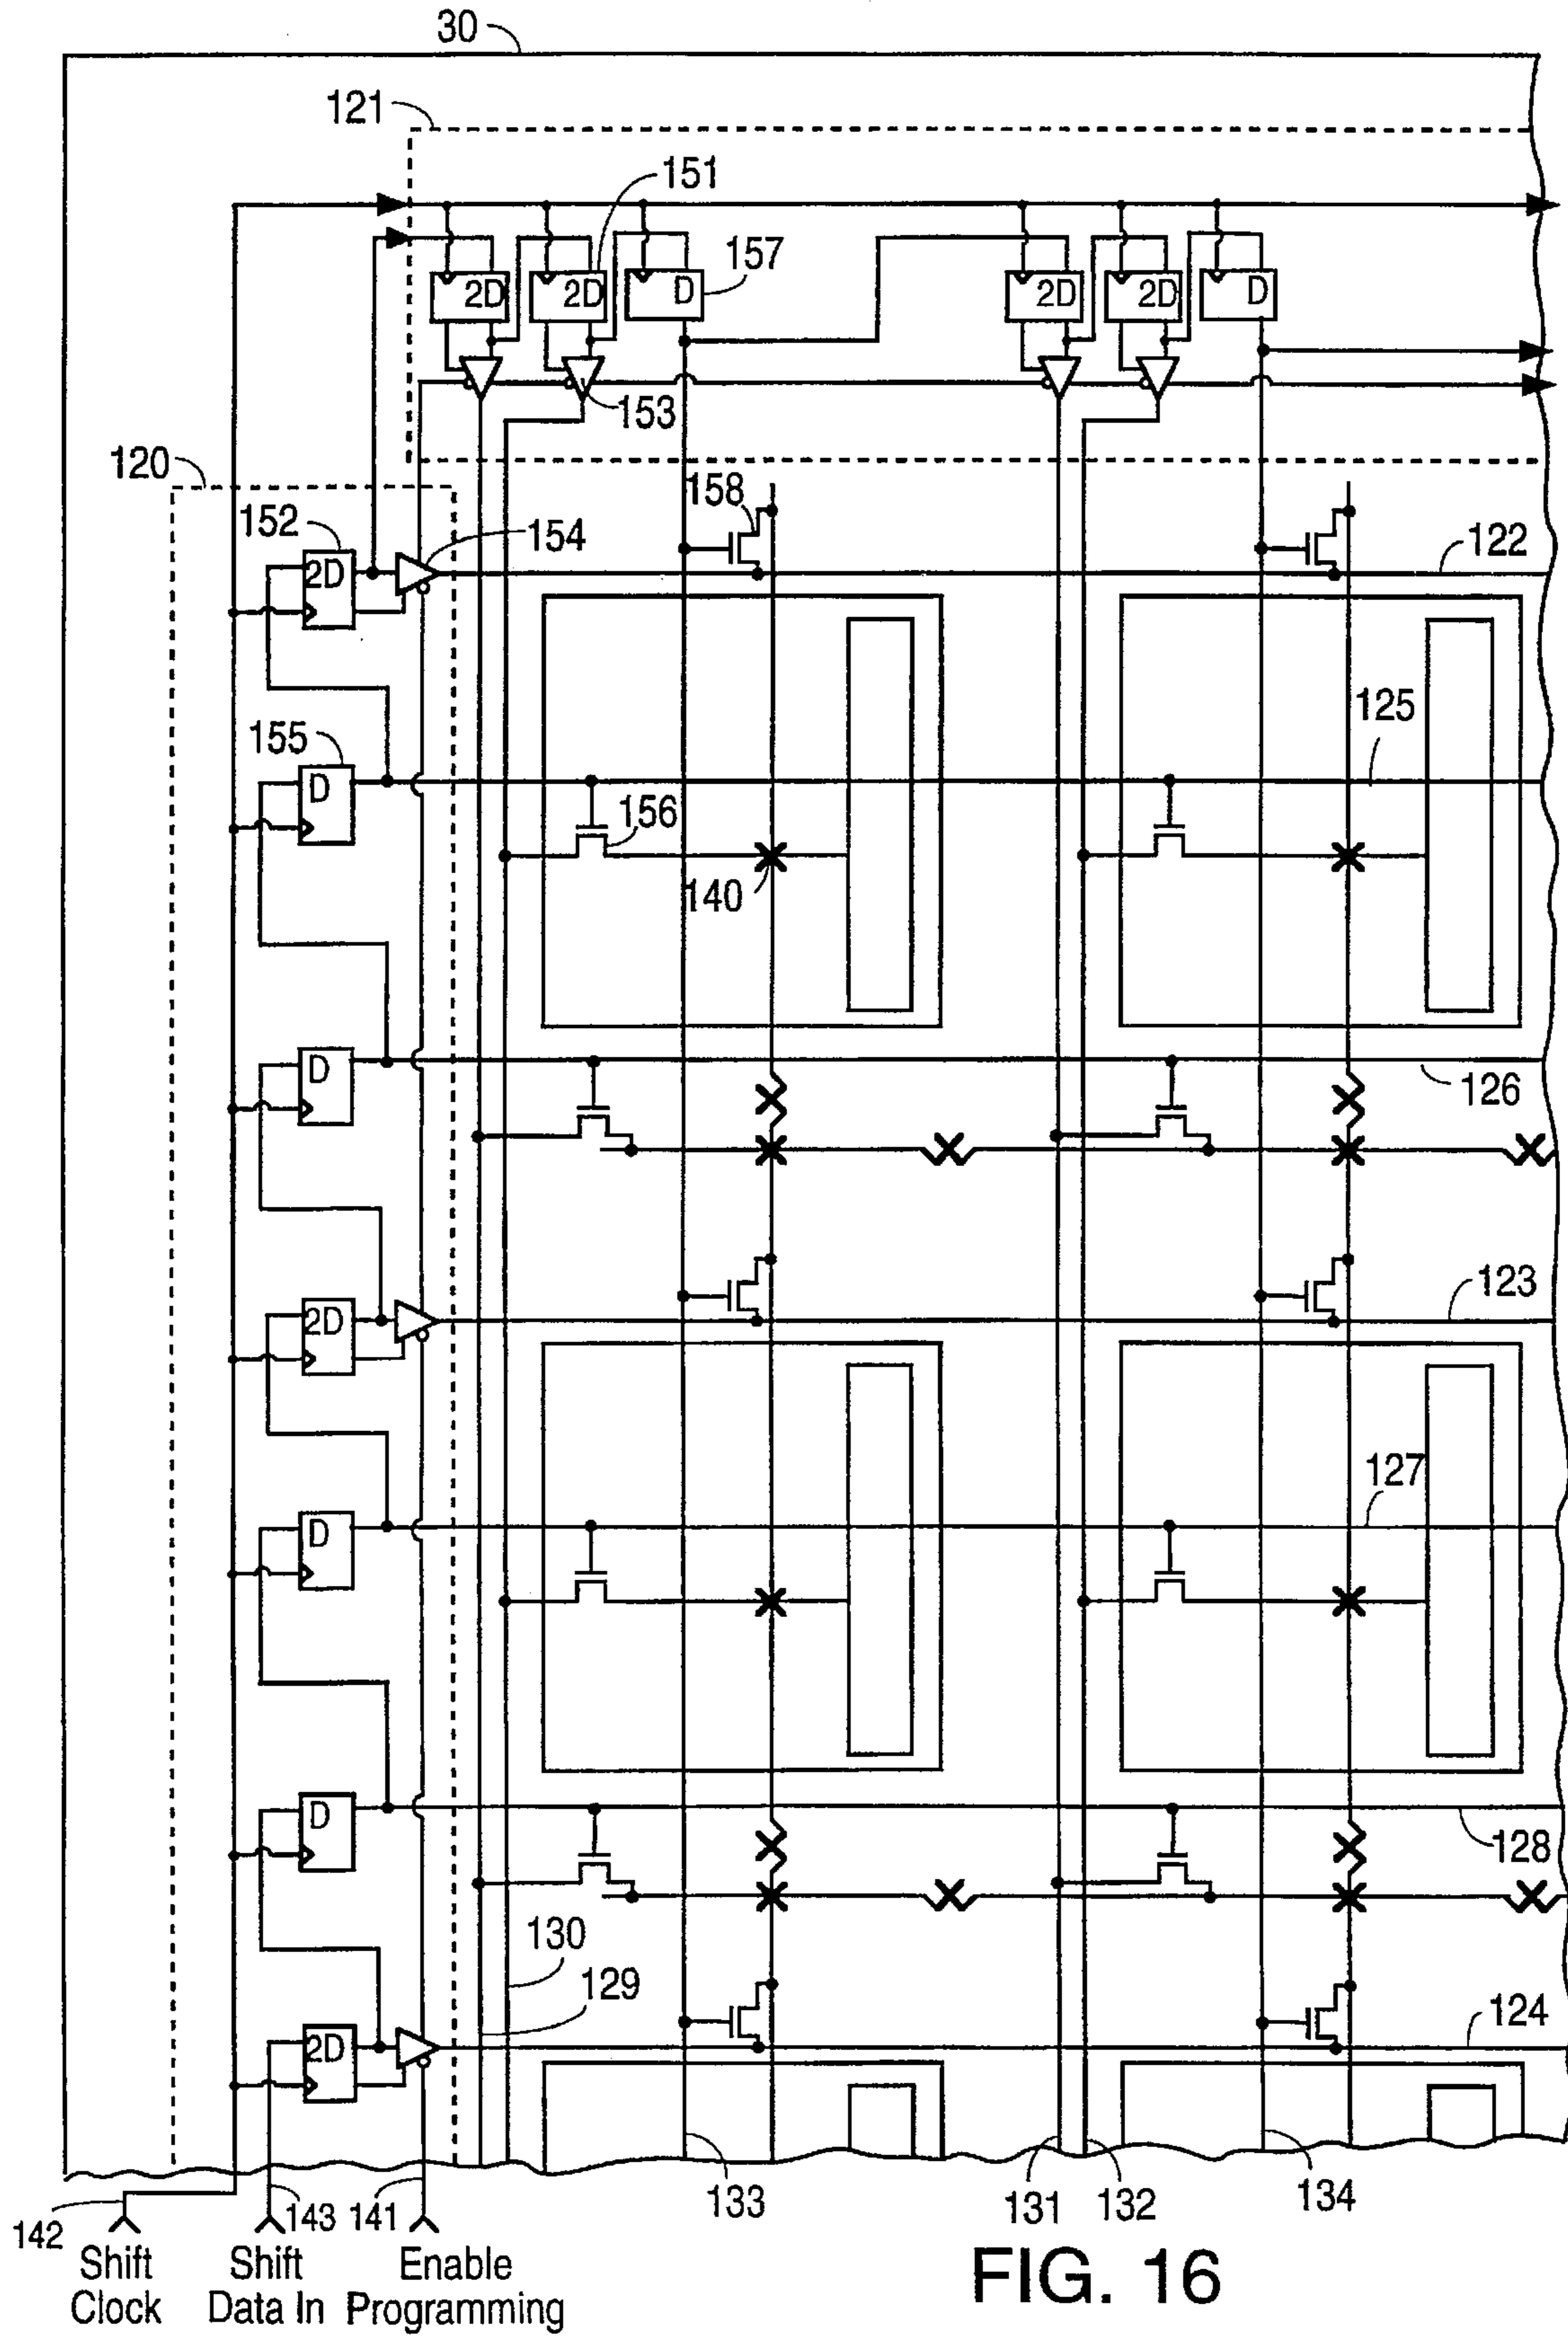 30
121
151
157
2D
2D
D
2D
2D
D
153
120
152
158
154
122
2D
125
155
D
156
140
D
126
123
2D
127
D
D
128
130
129
124
2D
133
131
132
134
142
143
141
Shift Clock
Shift Data In
Enable Programming
FIG. 16